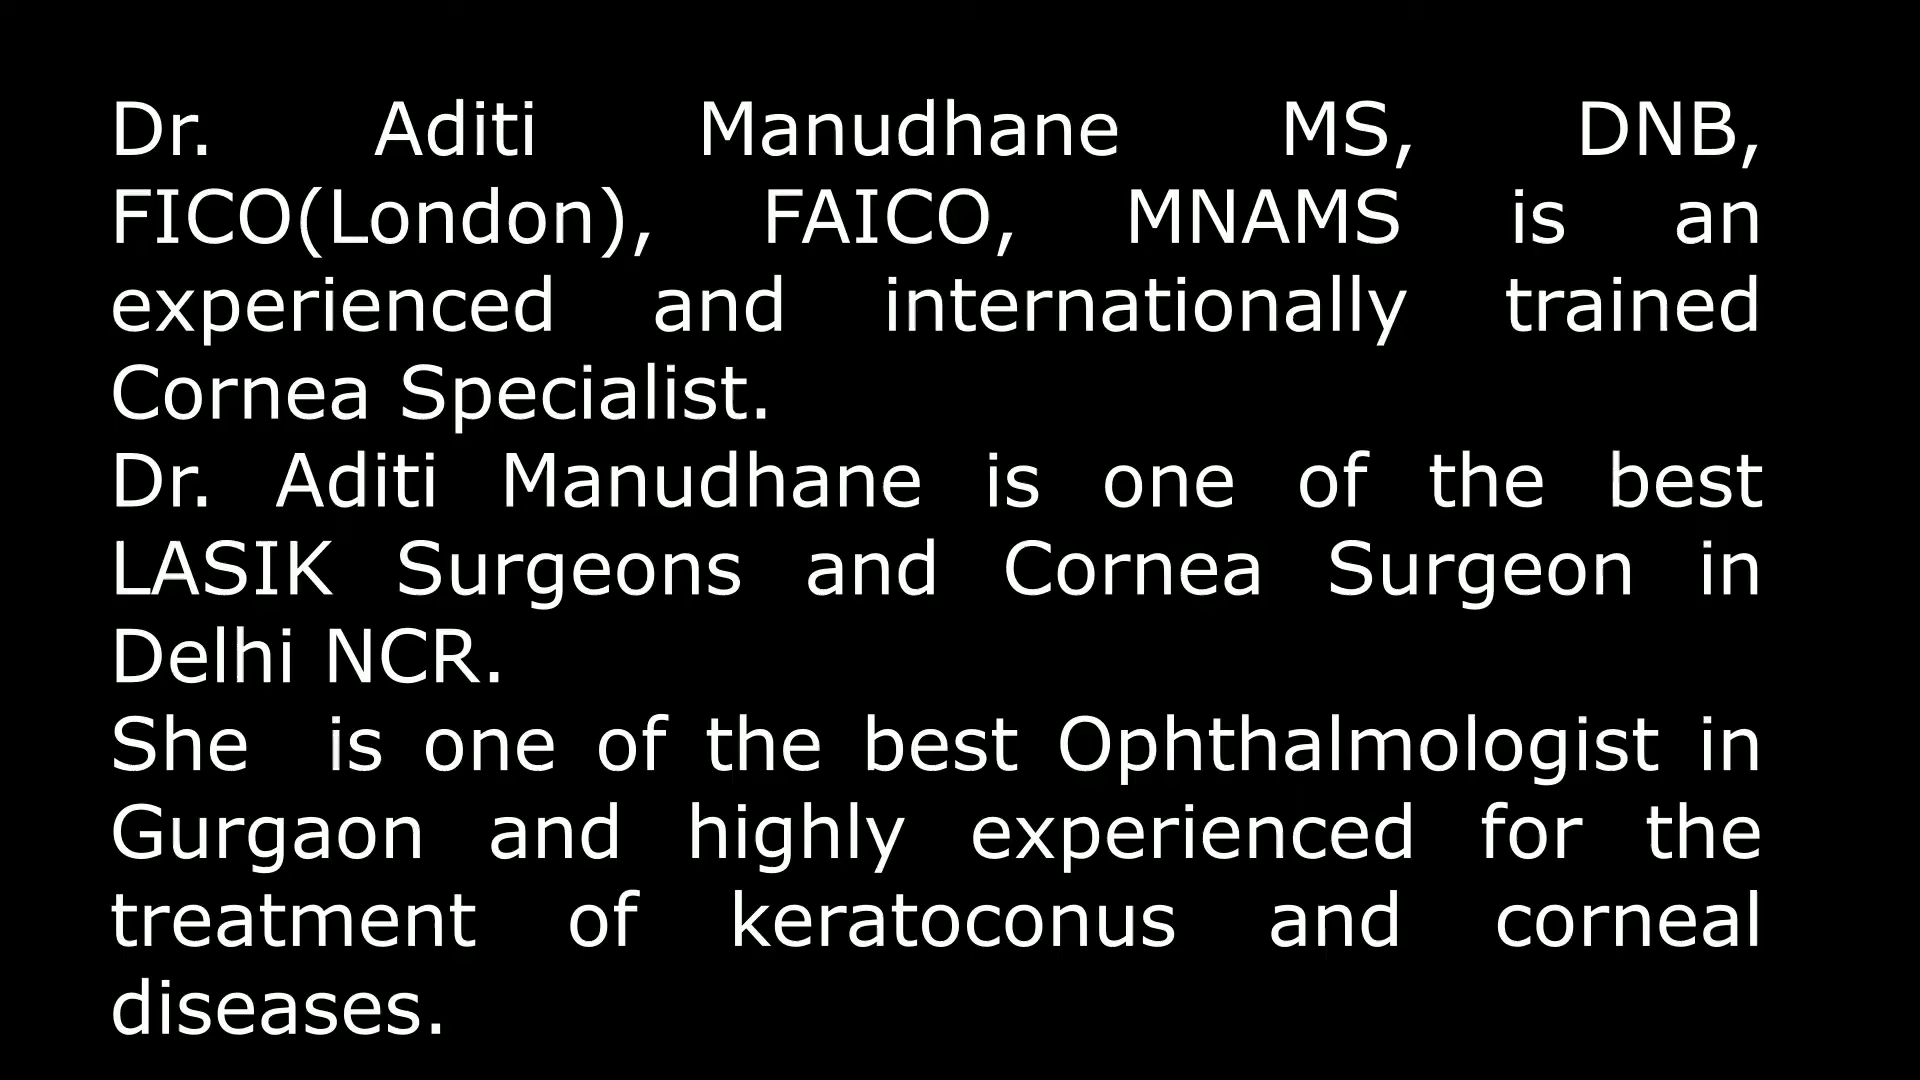 Dr. Aditi Manudhane MS, DNB,
FICO(London), FAICO, MNAMS is an
experienced and internationally trained
Cornea Specialist.
Dr. Aditi Manudhane is one of the best
LASIK Surgeons and Cornea Surgeon in
Delhi NCR.
She is one of the best Ophthalmologist in
Gurgaon and highly experienced for the
treatment of keratoconus and corneal
diseases.